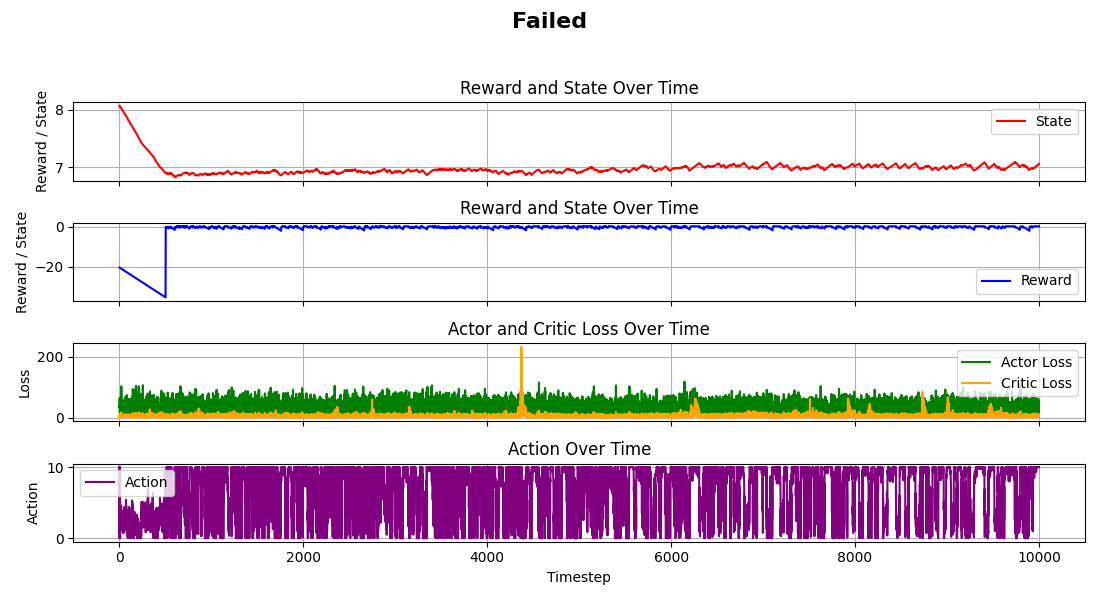 Failed
Reward and State Over Time
Reward / State
8
7
State
Reward and State Over Time
Reward / State
0
−20
Reward
Actor and Critic Loss Over Time
Loss
200
0
Actor Loss
Critic Loss
Action Over Time
Action
10
0
Action
0 2000 4000 6000 8000 10000
Timestep